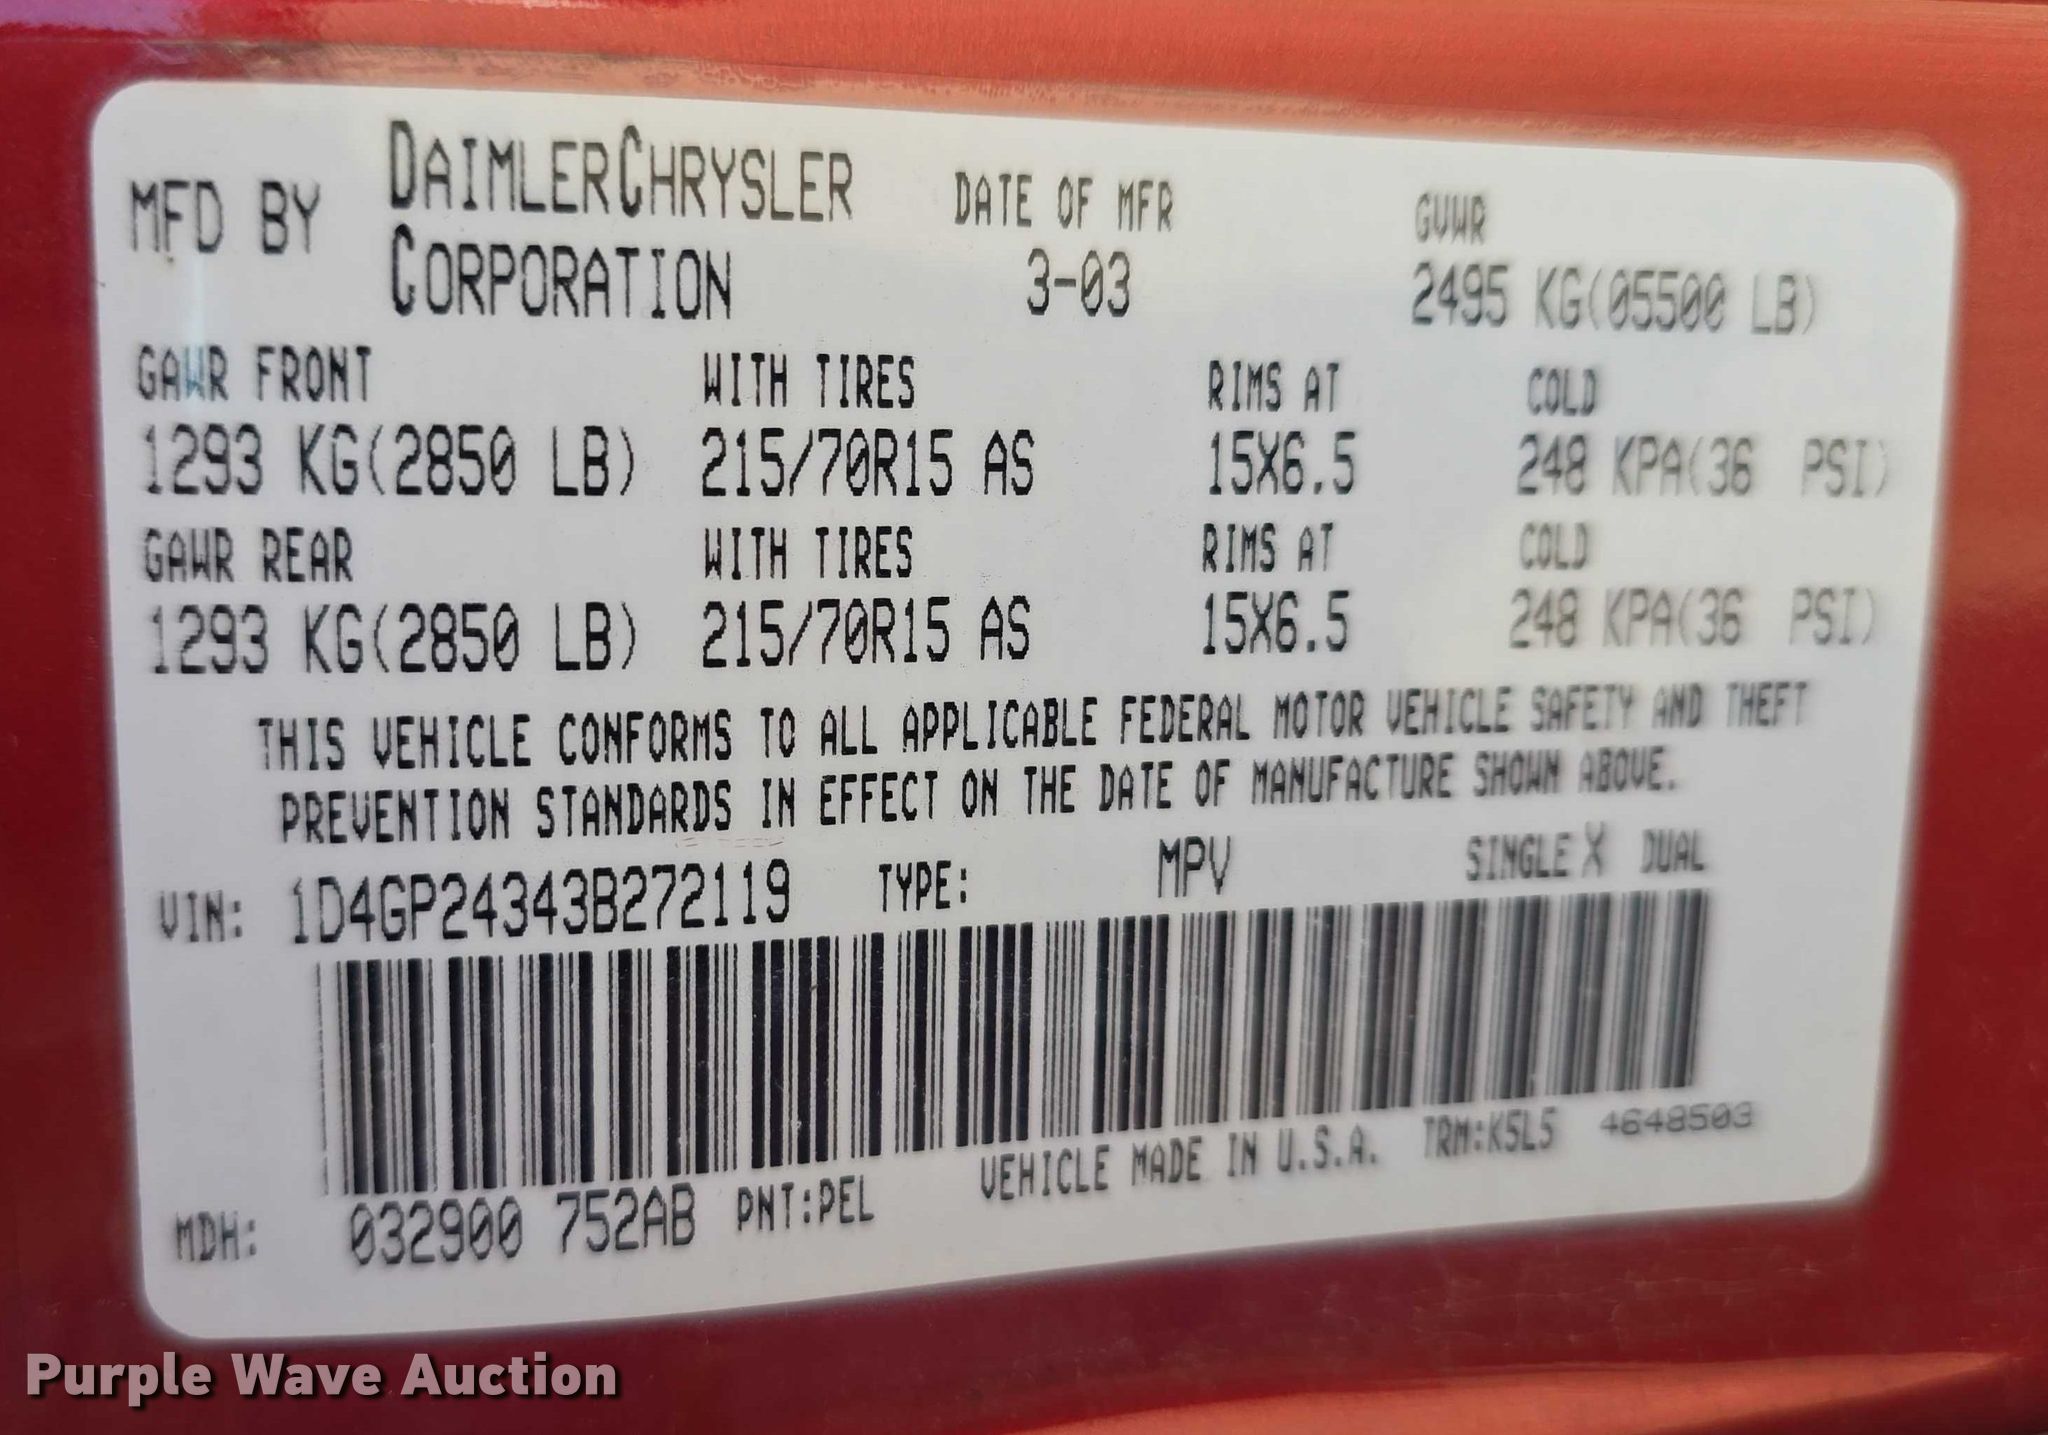 MFD BY DAIMLERCHRYSLER CORPORATION
DATE OF MFR
3-03
GVWR
2495 KG(05500 LB)
GAWR FRONT WITH TIRES RIMS AT COLD
1293 KG(2850 LB) 215/70R15 AS 15X6.5 248 KPA(36 PSI)
GAWR REAR WITH TIRES RIMS AT COLD
1293 KG(2850 LB) 215/70R15 AS 15X6.5 248 KPA(36 PSI)
THIS VEHICLE CONFORMS TO ALL APPLICABLE FEDERAL MOTOR VEHICLE SAFETY AND THEFT
PREVENTION STANDARDS IN EFFECT ON THE DATE OF MANUFACTURE SHOWN ABOVE.
VIN: 1D4GP24343B272119 TYPE: MPV SINGLE X DUAL
MDH: 032900 752AB PNT:PEL VEHICLE MADE IN U.S.A. TRM:K5L5 4648503
Purple Wave Auction